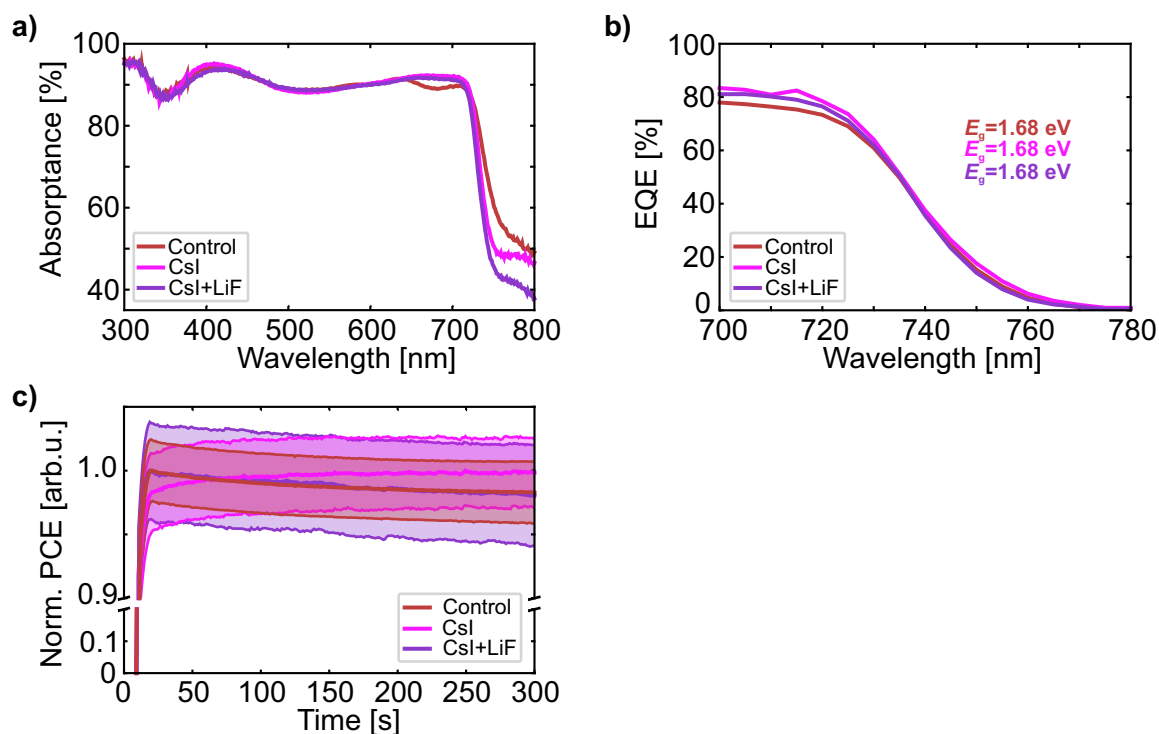 a)
Absorptance [%]
100
80
60
40
Control
CsI
CsI+LiF
300 400 500 600 700 800
Wavelength [nm]
b)
EQE [%]
100
80
60
40
20
0
E_g=1.68 eV
E_g=1.68 eV
E_g=1.68 eV
Control
CsI
CsI+LiF
700 720 740 760 780
Wavelength [nm]
c)
Norm. PCE [arb.u.]
1.0
0.9
0.1
0
Control
CsI
CsI+LiF
0 50 100 150 200 250 300
Time [s]